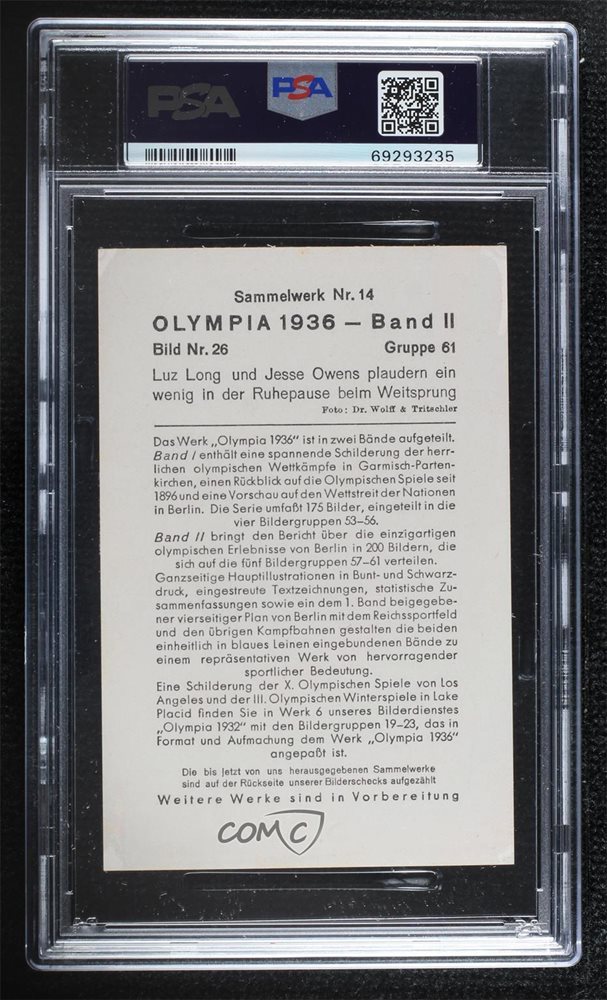 PSA PSA
69293235
Sammelwerk Nr. 14
OLYMPIA 1936 — Band II
Bild Nr. 26 Gruppe 61
Luz Long und Jesse Owens plaudern ein
wenig in der Ruhepause beim Weitsprung
Foto: Dr. Wolff & Tritschler
Das Werk „Olympia 1936“ ist in zwei Bände aufgeteilt.
Band I enthält eine spannende Schilderung der herr-
lichen olympischen Wettkämpfe in Garmisch-Parten-
kirchen, einen Rückblick auf die Olympischen Spiele seit
1896 und eine Vorschau auf den Wettstreit der Nationen
in Berlin. Die Serie umfaßt 175 Bilder, eingeteilt in die
vier Bildergruppen 53–56.
Band II bringt den Bericht über die einzigartigen
olympischen Erlebnisse von Berlin in 200 Bildern, die
sich auf die fünf Bildergruppen 57–61 verteilen.
Ganzseitige Hauptillustrationen in Bunt- und Schwarz-
druck, eingestreute Textzeichnungen, statistische Zu-
sammenfassungen sowie ein dem 1. Band beigegebe-
ner vierseitiger Plan von Berlin mit dem Reichssportfeld
und den übrigen Kampfbahnen gestalten die beiden
einheitlich in blaues Leinen eingebundenen Bände zu
einem repräsentativen Werk von hervorragender
sportlicher Bedeutung.
Eine Schilderung der X. Olympischen Spiele von Los
Angeles und der III. Olympischen Winterspiele in Lake
Placid finden Sie in Werk 6 unseres Bilderdienstes
„Olympia 1932“ mit den Bildergruppen 19–23, das in
Format und Aufmachung dem Werk „Olympia 1936“
angepaßt ist.
Die bis jetzt von uns herausgegebenen Sammelwerke
sind auf der Rückseite unserer Bilderschecks aufgezählt
Weitere Werke sind in Vorbereitung
COMC